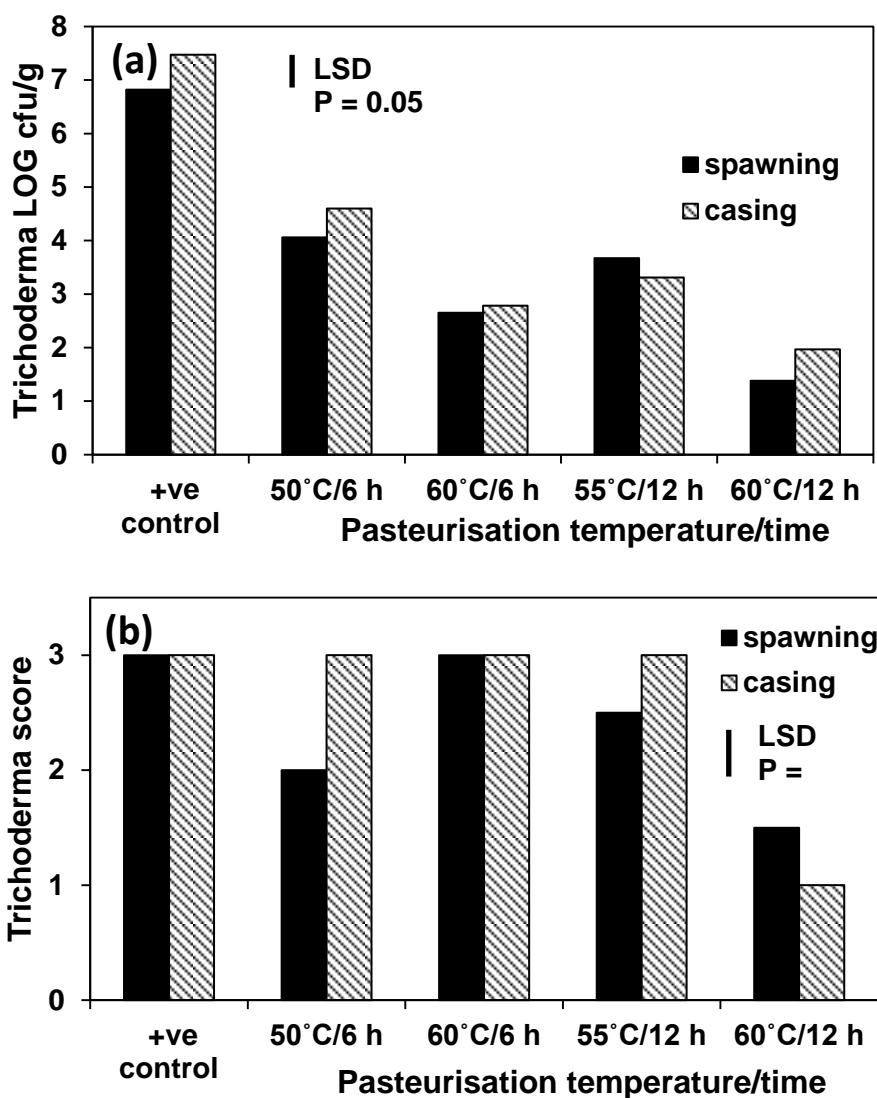 (a)
LSD
P = 0.05
Trichoderma LOG cfu/g
8
7
6
5
4
3
2
1
0
spawning
casing
+ve control
50˚C/6 h
60˚C/6 h
55˚C/12 h
60˚C/12 h
Pasteurisation temperature/time
(b)
Trichoderma score
3
2
1
0
spawning
casing
LSD
P =
+ve control
50˚C/6 h
60˚C/6 h
55˚C/12 h
60˚C/12 h
Pasteurisation temperature/time